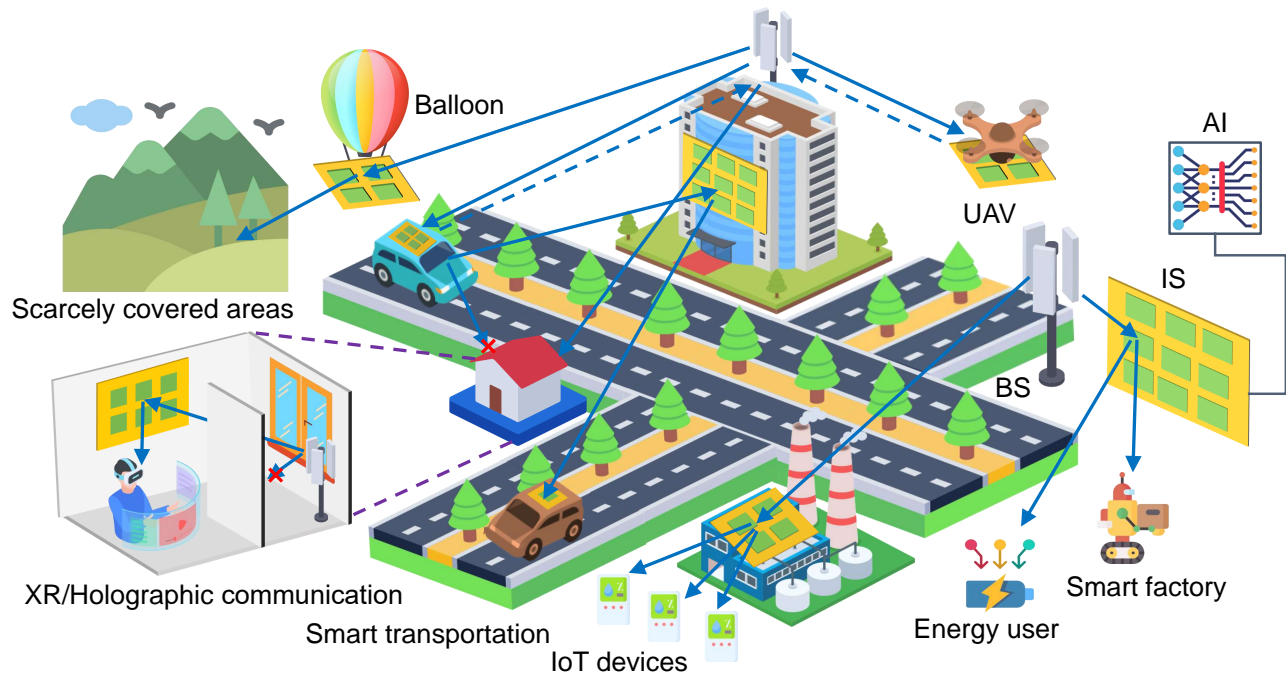 Balloon
AI
UAV
IS
Scarcely covered areas
BS
XR/Holographic communication
Smart transportation
IoT devices
Energy user
Smart factory